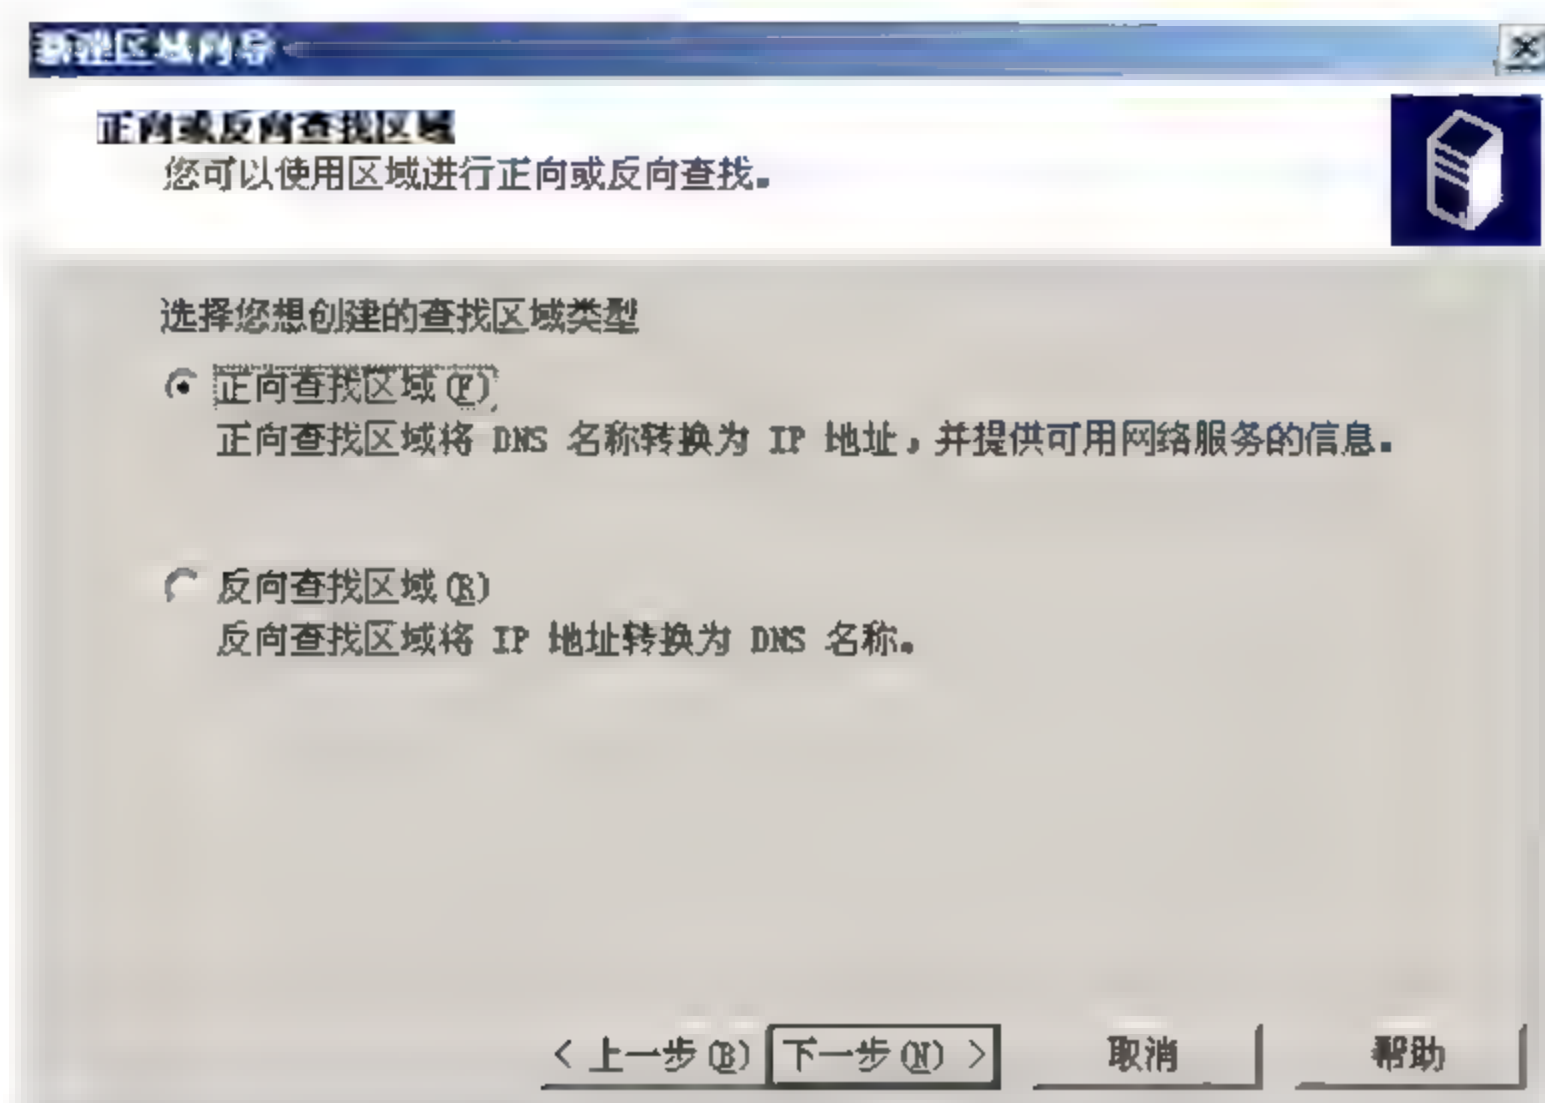 新建区域向导
正向或反向查找区域
您可以使用区域进行正向或反向查找。
选择您想创建的查找区域类型
正向查找区域(F)
正向查找区域将 DNS 名称转换为 IP 地址，并提供可用网络服务的信息。
反向查找区域(R)
反向查找区域将 IP 地址转换为 DNS 名称。
< 上一步(B) 下一步(N) > 取消 帮助